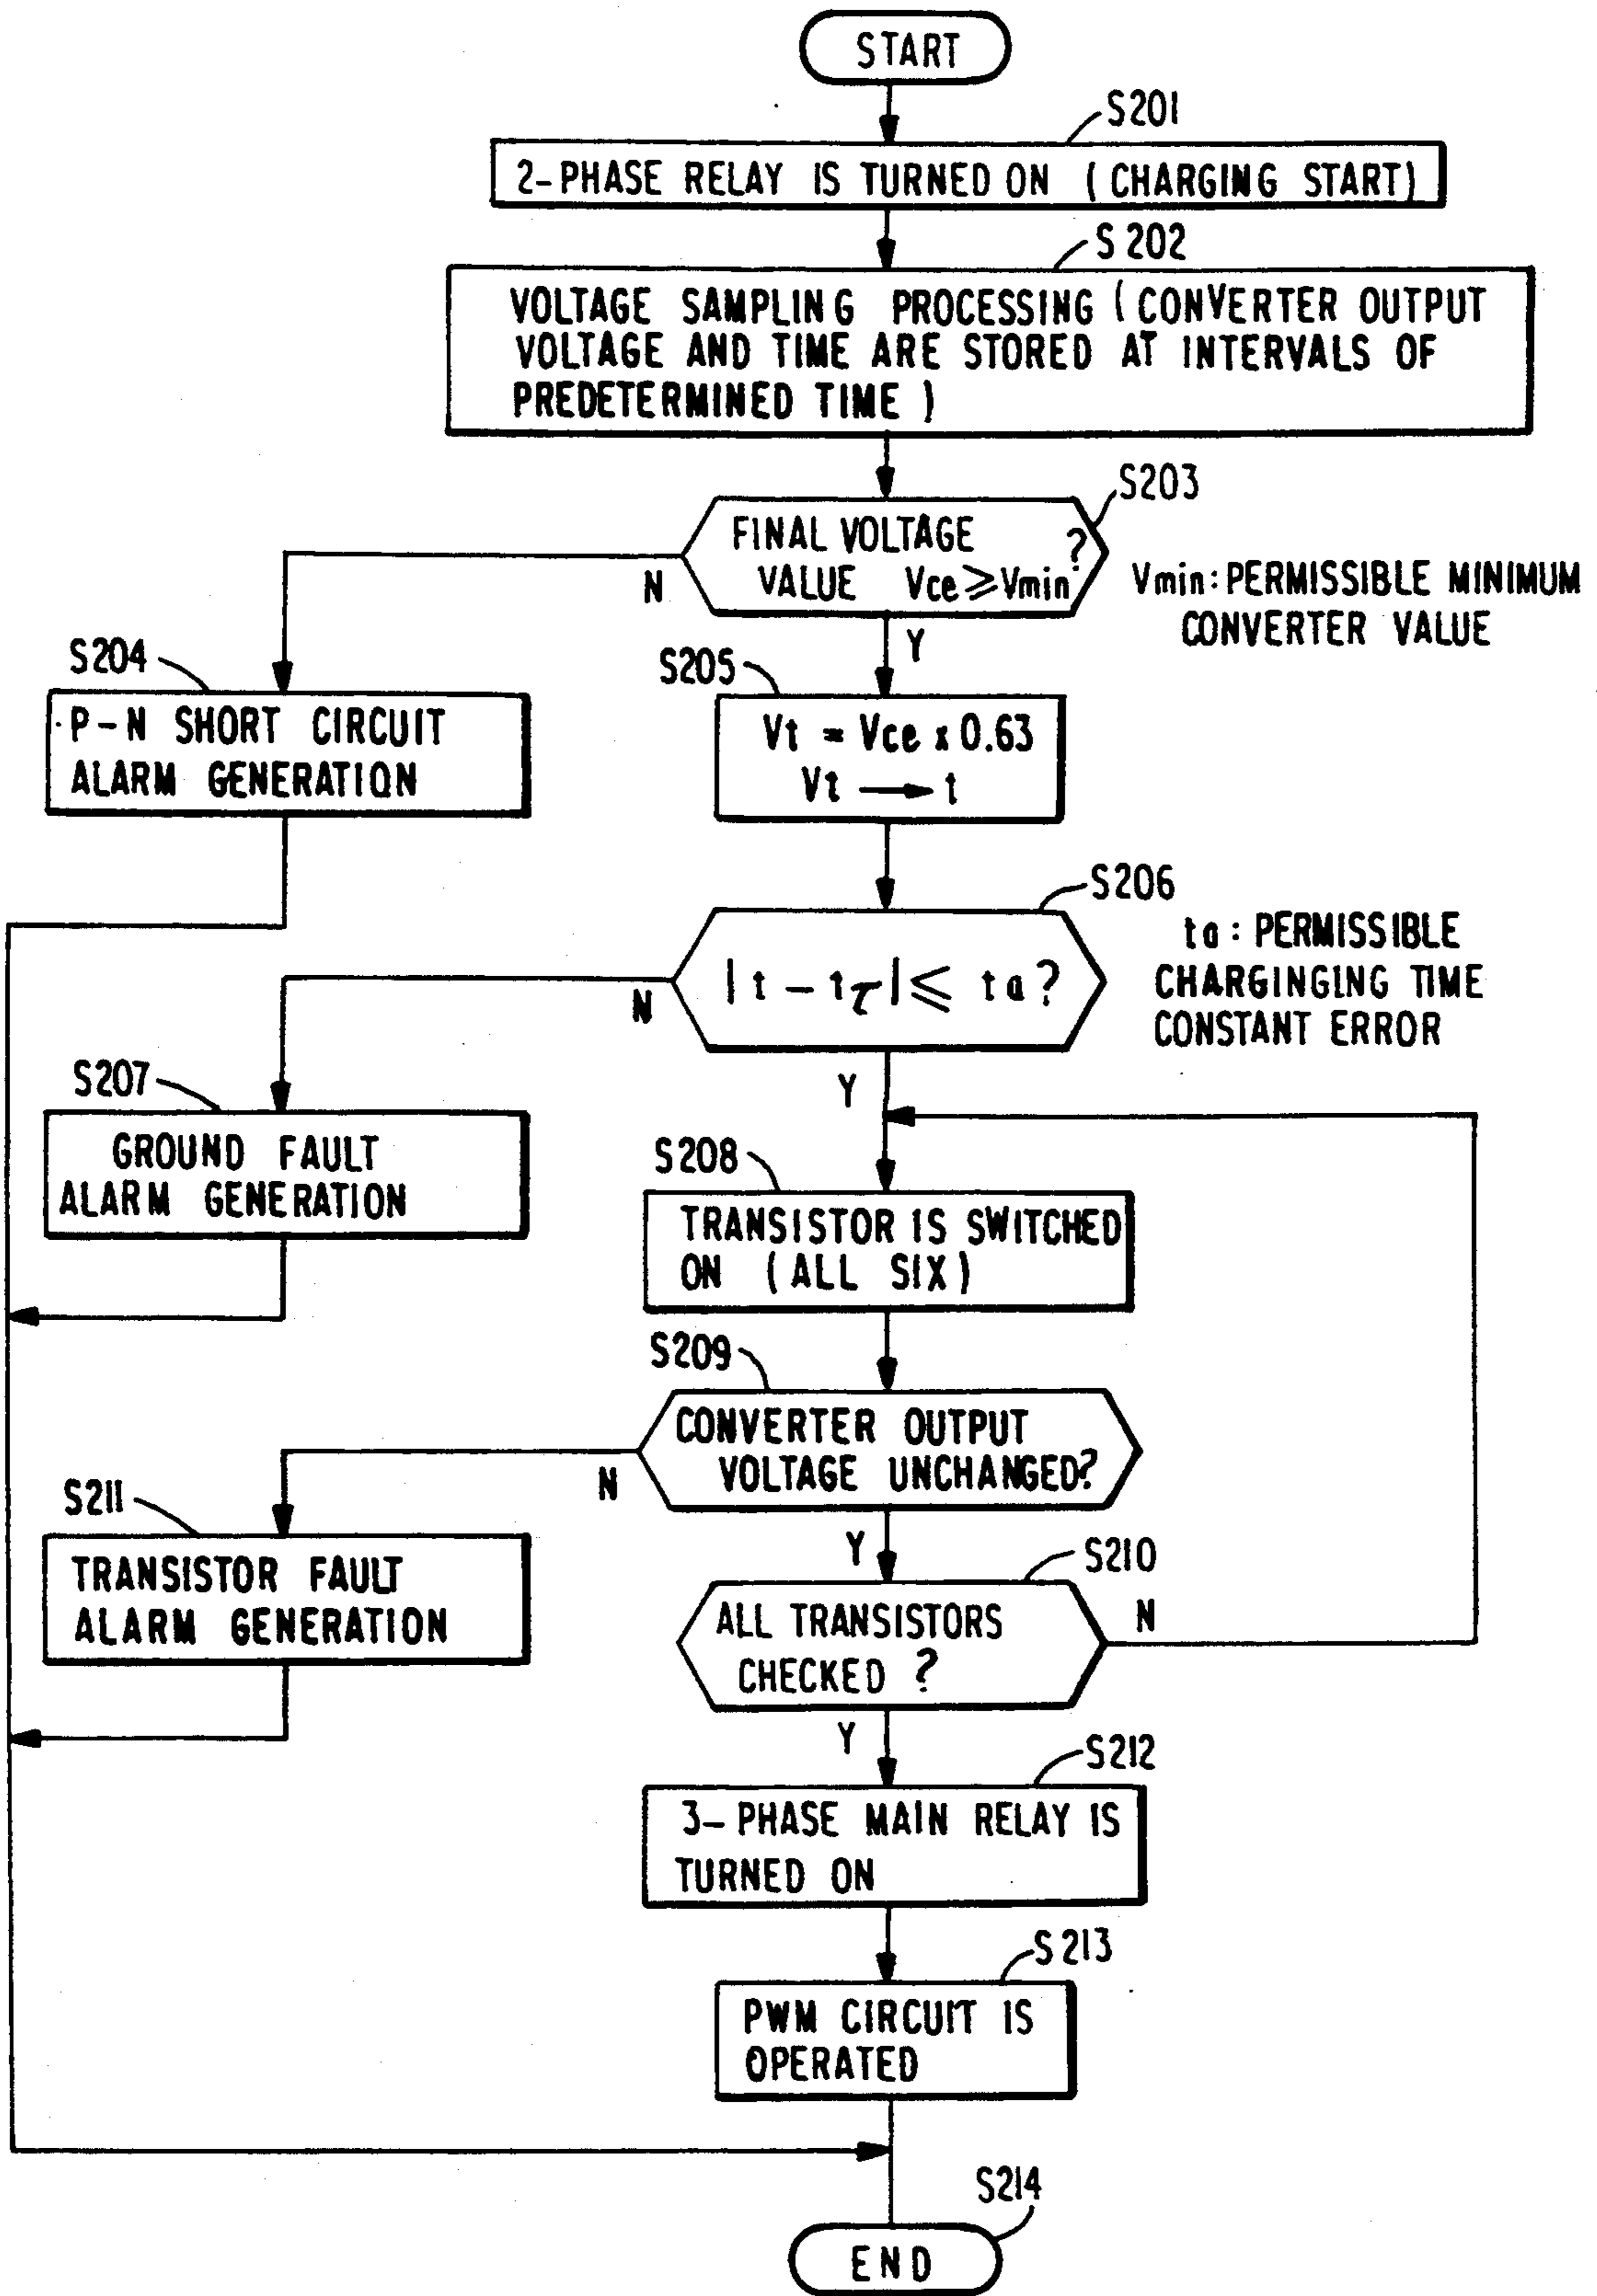 START
S201
2-PHASE RELAY IS TURNED ON (CHARGING START)
S202
VOLTAGE SAMPLING PROCESSING (CONVERTER OUTPUT
VOLTAGE AND TIME ARE STORED AT INTERVALS OF
PREDETERMINED TIME)
S203
FINAL VOLTAGE
VALUE Vce ≥ Vmin ?
N
Y
Vmin: PERMISSIBLE MINIMUM
CONVERTER VALUE
S204
P-N SHORT CIRCUIT
ALARM GENERATION
S205
Vt = Vce x 0.63
Vt → t
S206
|t - tτ| ≤ ta?
N
Y
ta: PERMISSIBLE
CHARGINGING TIME
CONSTANT ERROR
S207
GROUND FAULT
ALARM GENERATION
S208
TRANSISTOR IS SWITCHED
ON (ALL SIX)
S209
CONVERTER OUTPUT
VOLTAGE UNCHANGED?
N
Y
S211
TRANSISTOR FAULT
ALARM GENERATION
S210
ALL TRANSISTORS
CHECKED ?
N
Y
S212
3-PHASE MAIN RELAY IS
TURNED ON
S213
PWM CIRCUIT IS
OPERATED
S214
END